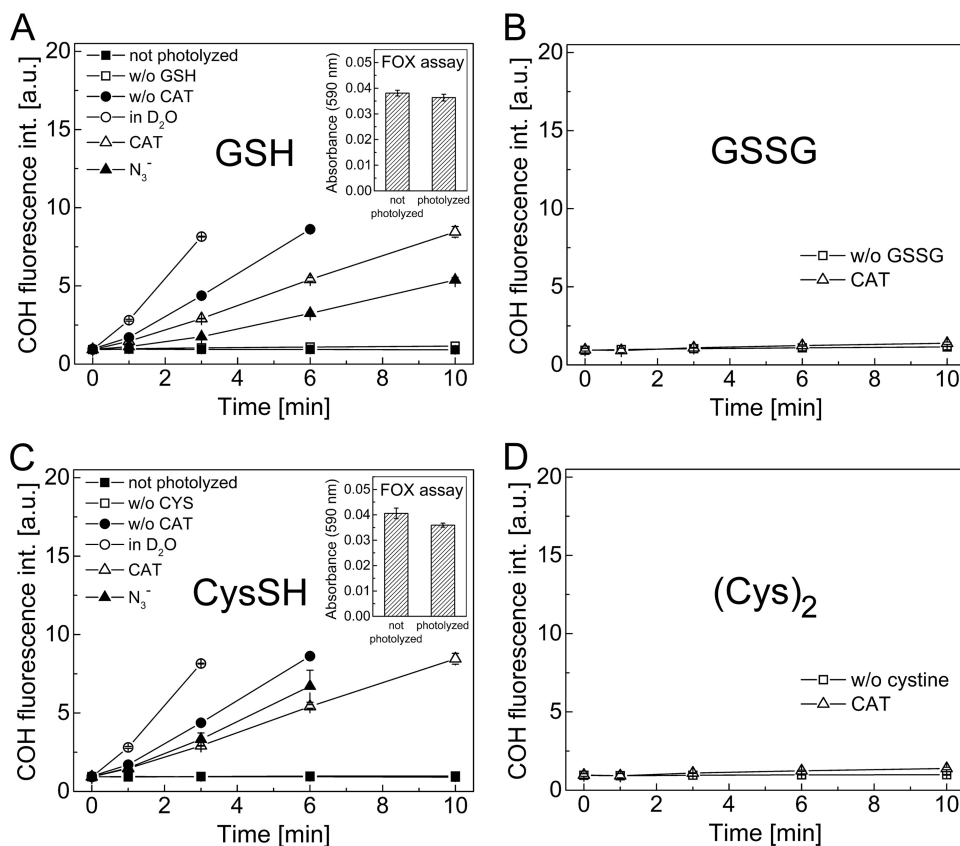 A
COH fluorescence int. [a.u.]
20
15
10
5
0
not photolyzed
w/o GSH
w/o CAT
in D₂O
CAT
N₃⁻
GSH
FOX assay
Absorbance (590 nm)
0.05
0.04
0.03
0.02
0.01
0.00
not photolyzed
photolyzed
0 2 4 6 8 10
Time [min]
B
COH fluorescence int. [a.u.]
20
15
10
5
0
GSSG
w/o GSSG
CAT
0 2 4 6 8 10
Time [min]
C
COH fluorescence int. [a.u.]
20
15
10
5
0
not photolyzed
w/o CYS
w/o CAT
in D₂O
CAT
N₃⁻
CysSH
FOX assay
Absorbance (590 nm)
0.05
0.04
0.03
0.02
0.01
0.00
not photolyzed
photolyzed
0 2 4 6 8 10
Time [min]
D
COH fluorescence int. [a.u.]
20
15
10
5
0
(Cys)₂
w/o cystine
CAT
0 2 4 6 8 10
Time [min]